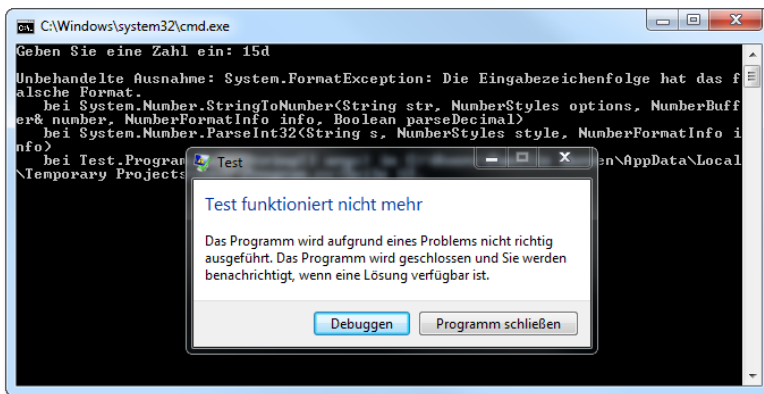 C:\Windows\system32\cmd.exe
Geben Sie eine Zahl ein: 15d
Unbehandelte Ausnahme: System.FormatException: Die Eingabezeichenfolge hat das f
alsche Format.
bei System.Number.StringToNumber(String str, NumberStyles options, NumberBuff
er& number, NumberFormatInfo info, Boolean parseDecimal)
bei System.Number.ParseInt32(String s, NumberStyles style, NumberFormatInfo i
nfo)
bei Test.Program en\AppData\Local
\Temporary Projects
Test
Test funktioniert nicht mehr
Das Programm wird aufgrund eines Problems nicht richtig
ausgeführt. Das Programm wird geschlossen und Sie werden
benachrichtigt, wenn eine Lösung verfügbar ist.
Debuggen Programm schließen